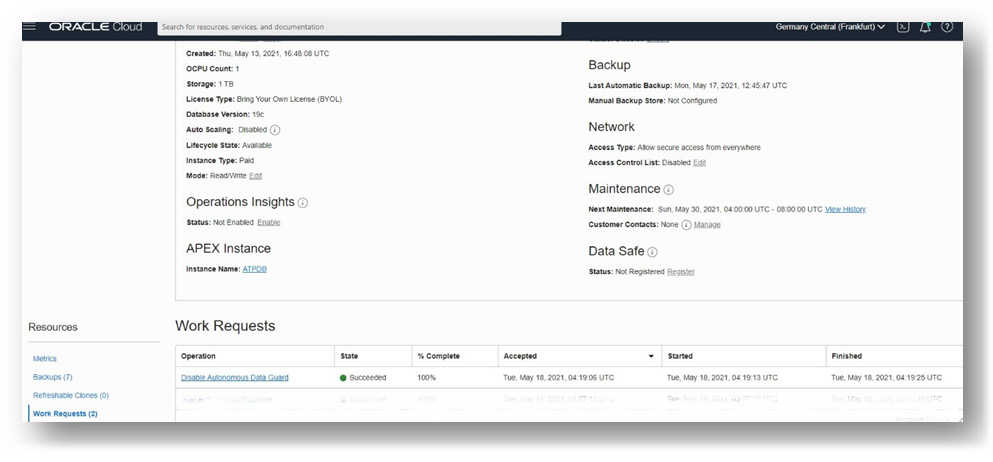 ORACLE Cloud
Search for resources, services, and documentation
Germany Central (Frankfurt)
Created: Thu, May 13, 2021, 16:48:08 UTC
OCPU Count: 1
Storage: 1 TB
License Type: Bring Your Own License (BYOL)
Database Version: 19c
Auto Scaling: Disabled
Lifecycle State: Available
Instance Type: Paid
Mode: Read/Write Edit
Operations Insights
Status: Not Enabled Enable
APEX Instance
Instance Name: ATPDB
Backup
Last Automatic Backup: Mon, May 17, 2021, 12:45:47 UTC
Manual Backup Store: Not Configured
Network
Access Type: Allow secure access from everywhere
Access Control List: Disabled Edit
Maintenance
Next Maintenance: Sun, May 30, 2021, 04:00:00 UTC - 08:00:00 UTC View History
Customer Contacts: None Manage
Data Safe
Status: Not Registered Register
Resources
Metrics
Backups (7)
Refreshable Clones (0)
Work Requests (2)
Work Requests
Operation State % Complete Accepted Started Finished
Disable Autonomous Data Guard Succeeded 100% Tue, May 18, 2021, 04:19:06 UTC Tue, May 18, 2021, 04:19:13 UTC Tue, May 18, 2021, 04:19:25 UTC